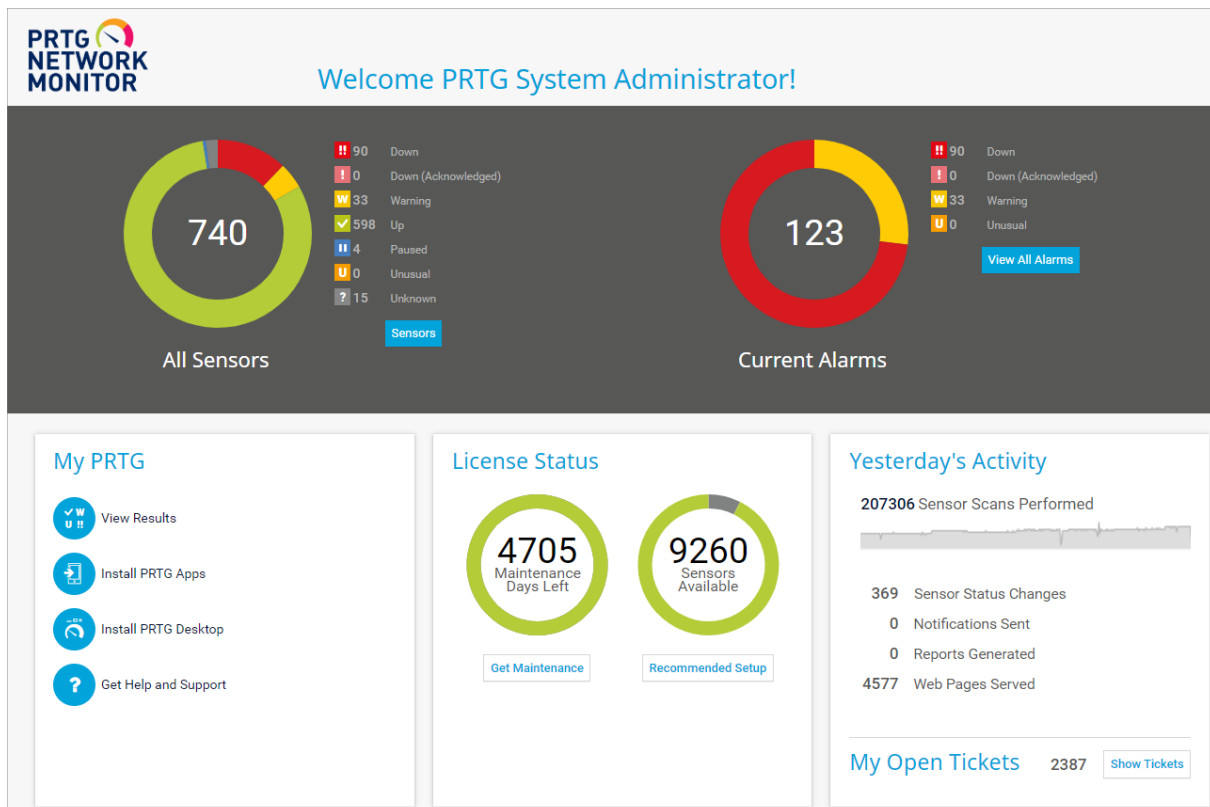 PRTG
NETWORK
MONITOR
Welcome PRTG System Administrator!
740
All Sensors
!! 90 Down
! 0 Down (Acknowledged)
W 33 Warning
598 Up
4 Paused
U 0 Unusual
? 15 Unknown
Sensors
123
Current Alarms
!! 90 Down
! 0 Down (Acknowledged)
W 33 Warning
U 0 Unusual
View All Alarms
My PRTG
W
U !!
View Results
Install PRTG Apps
Install PRTG Desktop
? Get Help and Support
License Status
4705
Maintenance
Days Left
Get Maintenance
9260
Sensors
Available
Recommended Setup
Yesterday's Activity
207306 Sensor Scans Performed
369 Sensor Status Changes
0 Notifications Sent
0 Reports Generated
4577 Web Pages Served
My Open Tickets 2387 Show Tickets